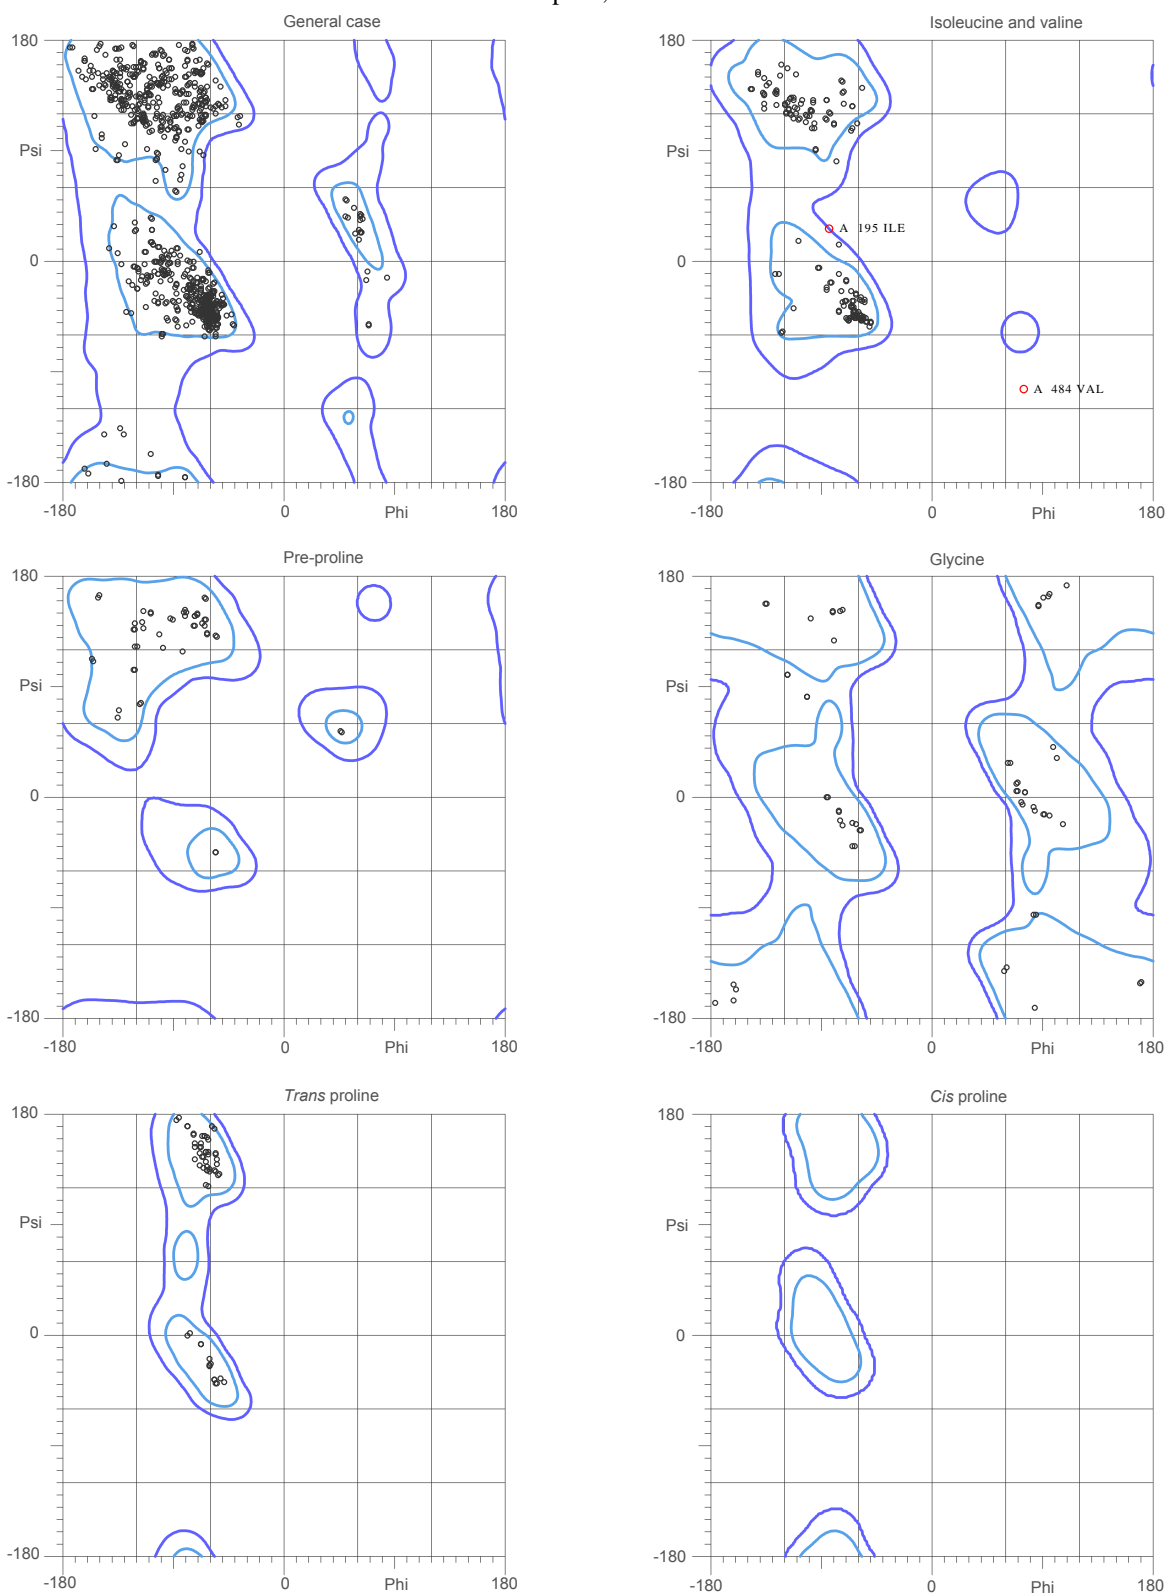 General case
Isoleucine and valine
180
Psi
0
-180
-180
0
Phi
180
180
Psi
0
-180
-180
0
Phi
180
A 195 ILE
A 484 VAL
Pre-proline
Glycine
180
Psi
0
-180
-180
0
Phi
180
180
Psi
0
-180
-180
0
Phi
180
Trans proline
Cis proline
180
Psi
0
-180
-180
0
Phi
180
180
Psi
0
-180
-180
0
Phi
180